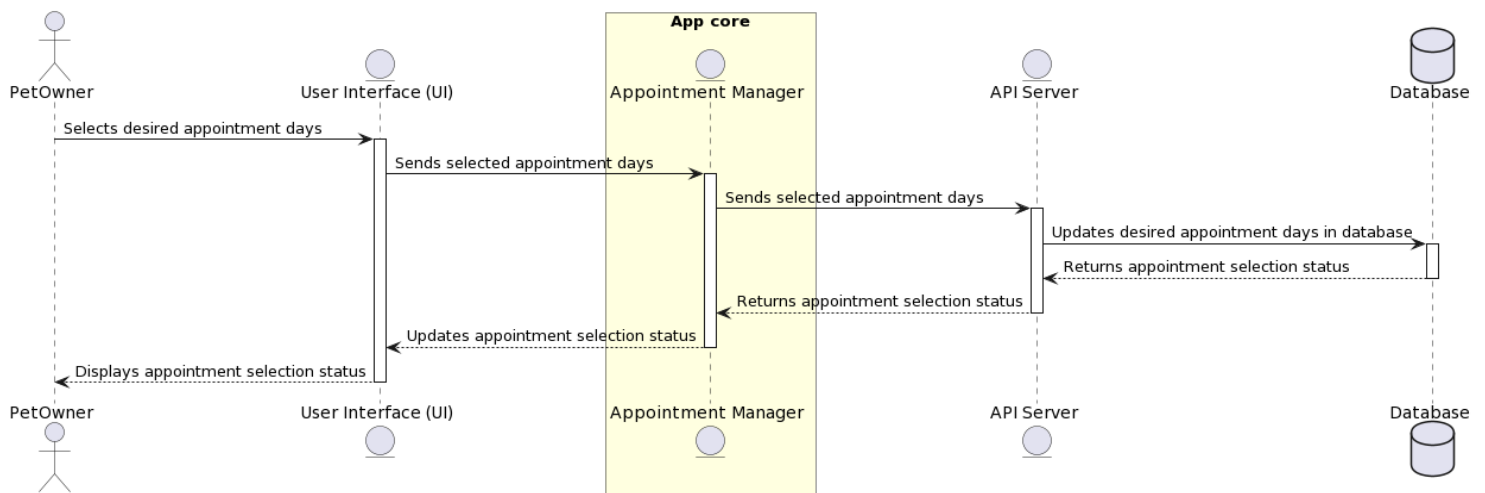 App core
PetOwner
User Interface (UI)
Appointment Manager
API Server
Database
Selects desired appointment days
Sends selected appointment days
Sends selected appointment days
Updates desired appointment days in database
Returns appointment selection status
Returns appointment selection status
Updates appointment selection status
Displays appointment selection status
PetOwner
User Interface (UI)
Appointment Manager
API Server
Database